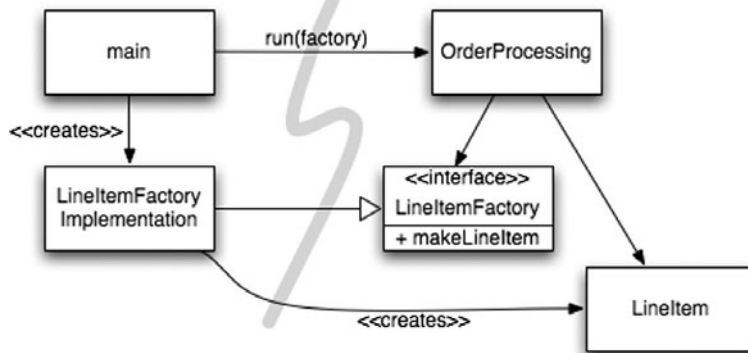 main
run(factory)
OrderProcessing
<<creates>>
LineItemFactory
Implementation
<<interface>>
LineItemFactory
+ makeLineItem
<<creates>>
LineItem